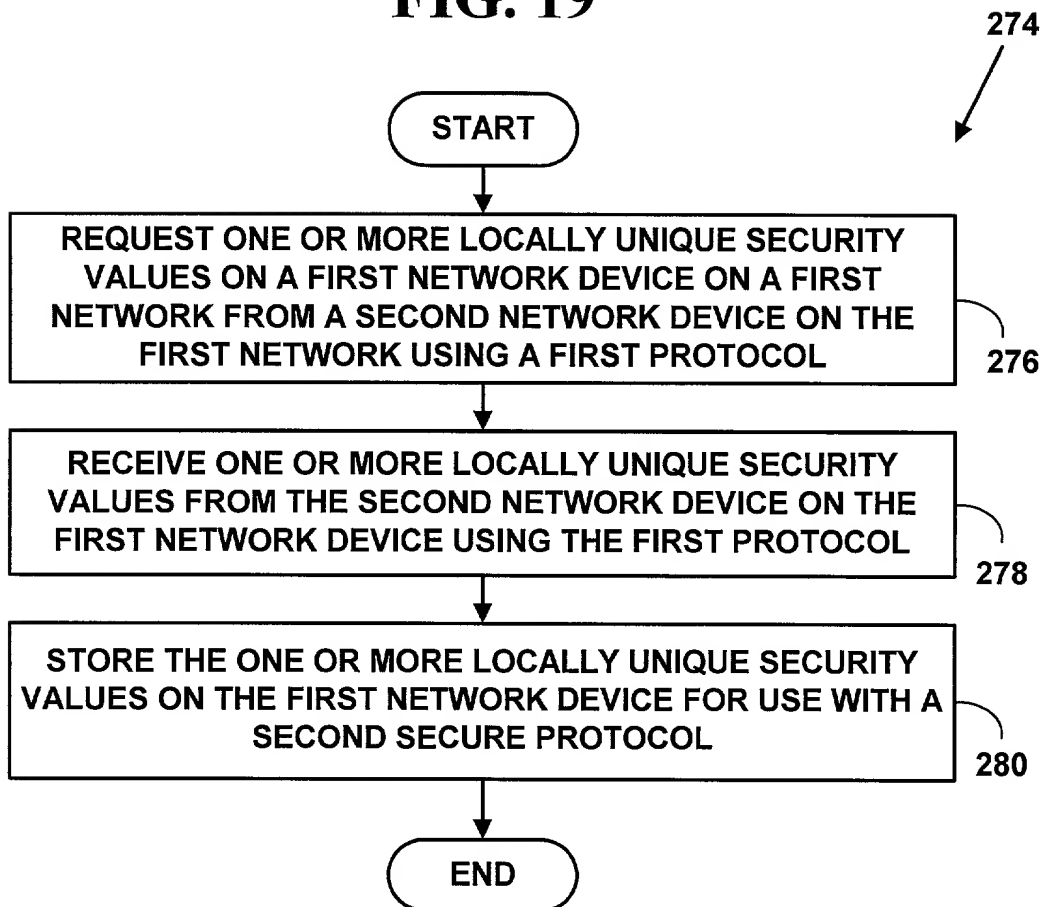 FIG. 19
274
START
REQUEST ONE OR MORE LOCALLY UNIQUE SECURITY
VALUES ON A FIRST NETWORK DEVICE ON A FIRST
NETWORK FROM A SECOND NETWORK DEVICE ON THE
FIRST NETWORK USING A FIRST PROTOCOL
276
RECEIVE ONE OR MORE LOCALLY UNIQUE SECURITY
VALUES FROM THE SECOND NETWORK DEVICE ON THE
FIRST NETWORK DEVICE USING THE FIRST PROTOCOL
278
STORE THE ONE OR MORE LOCALLY UNIQUE SECURITY
VALUES ON THE FIRST NETWORK DEVICE FOR USE WITH A
SECOND SECURE PROTOCOL
280
END